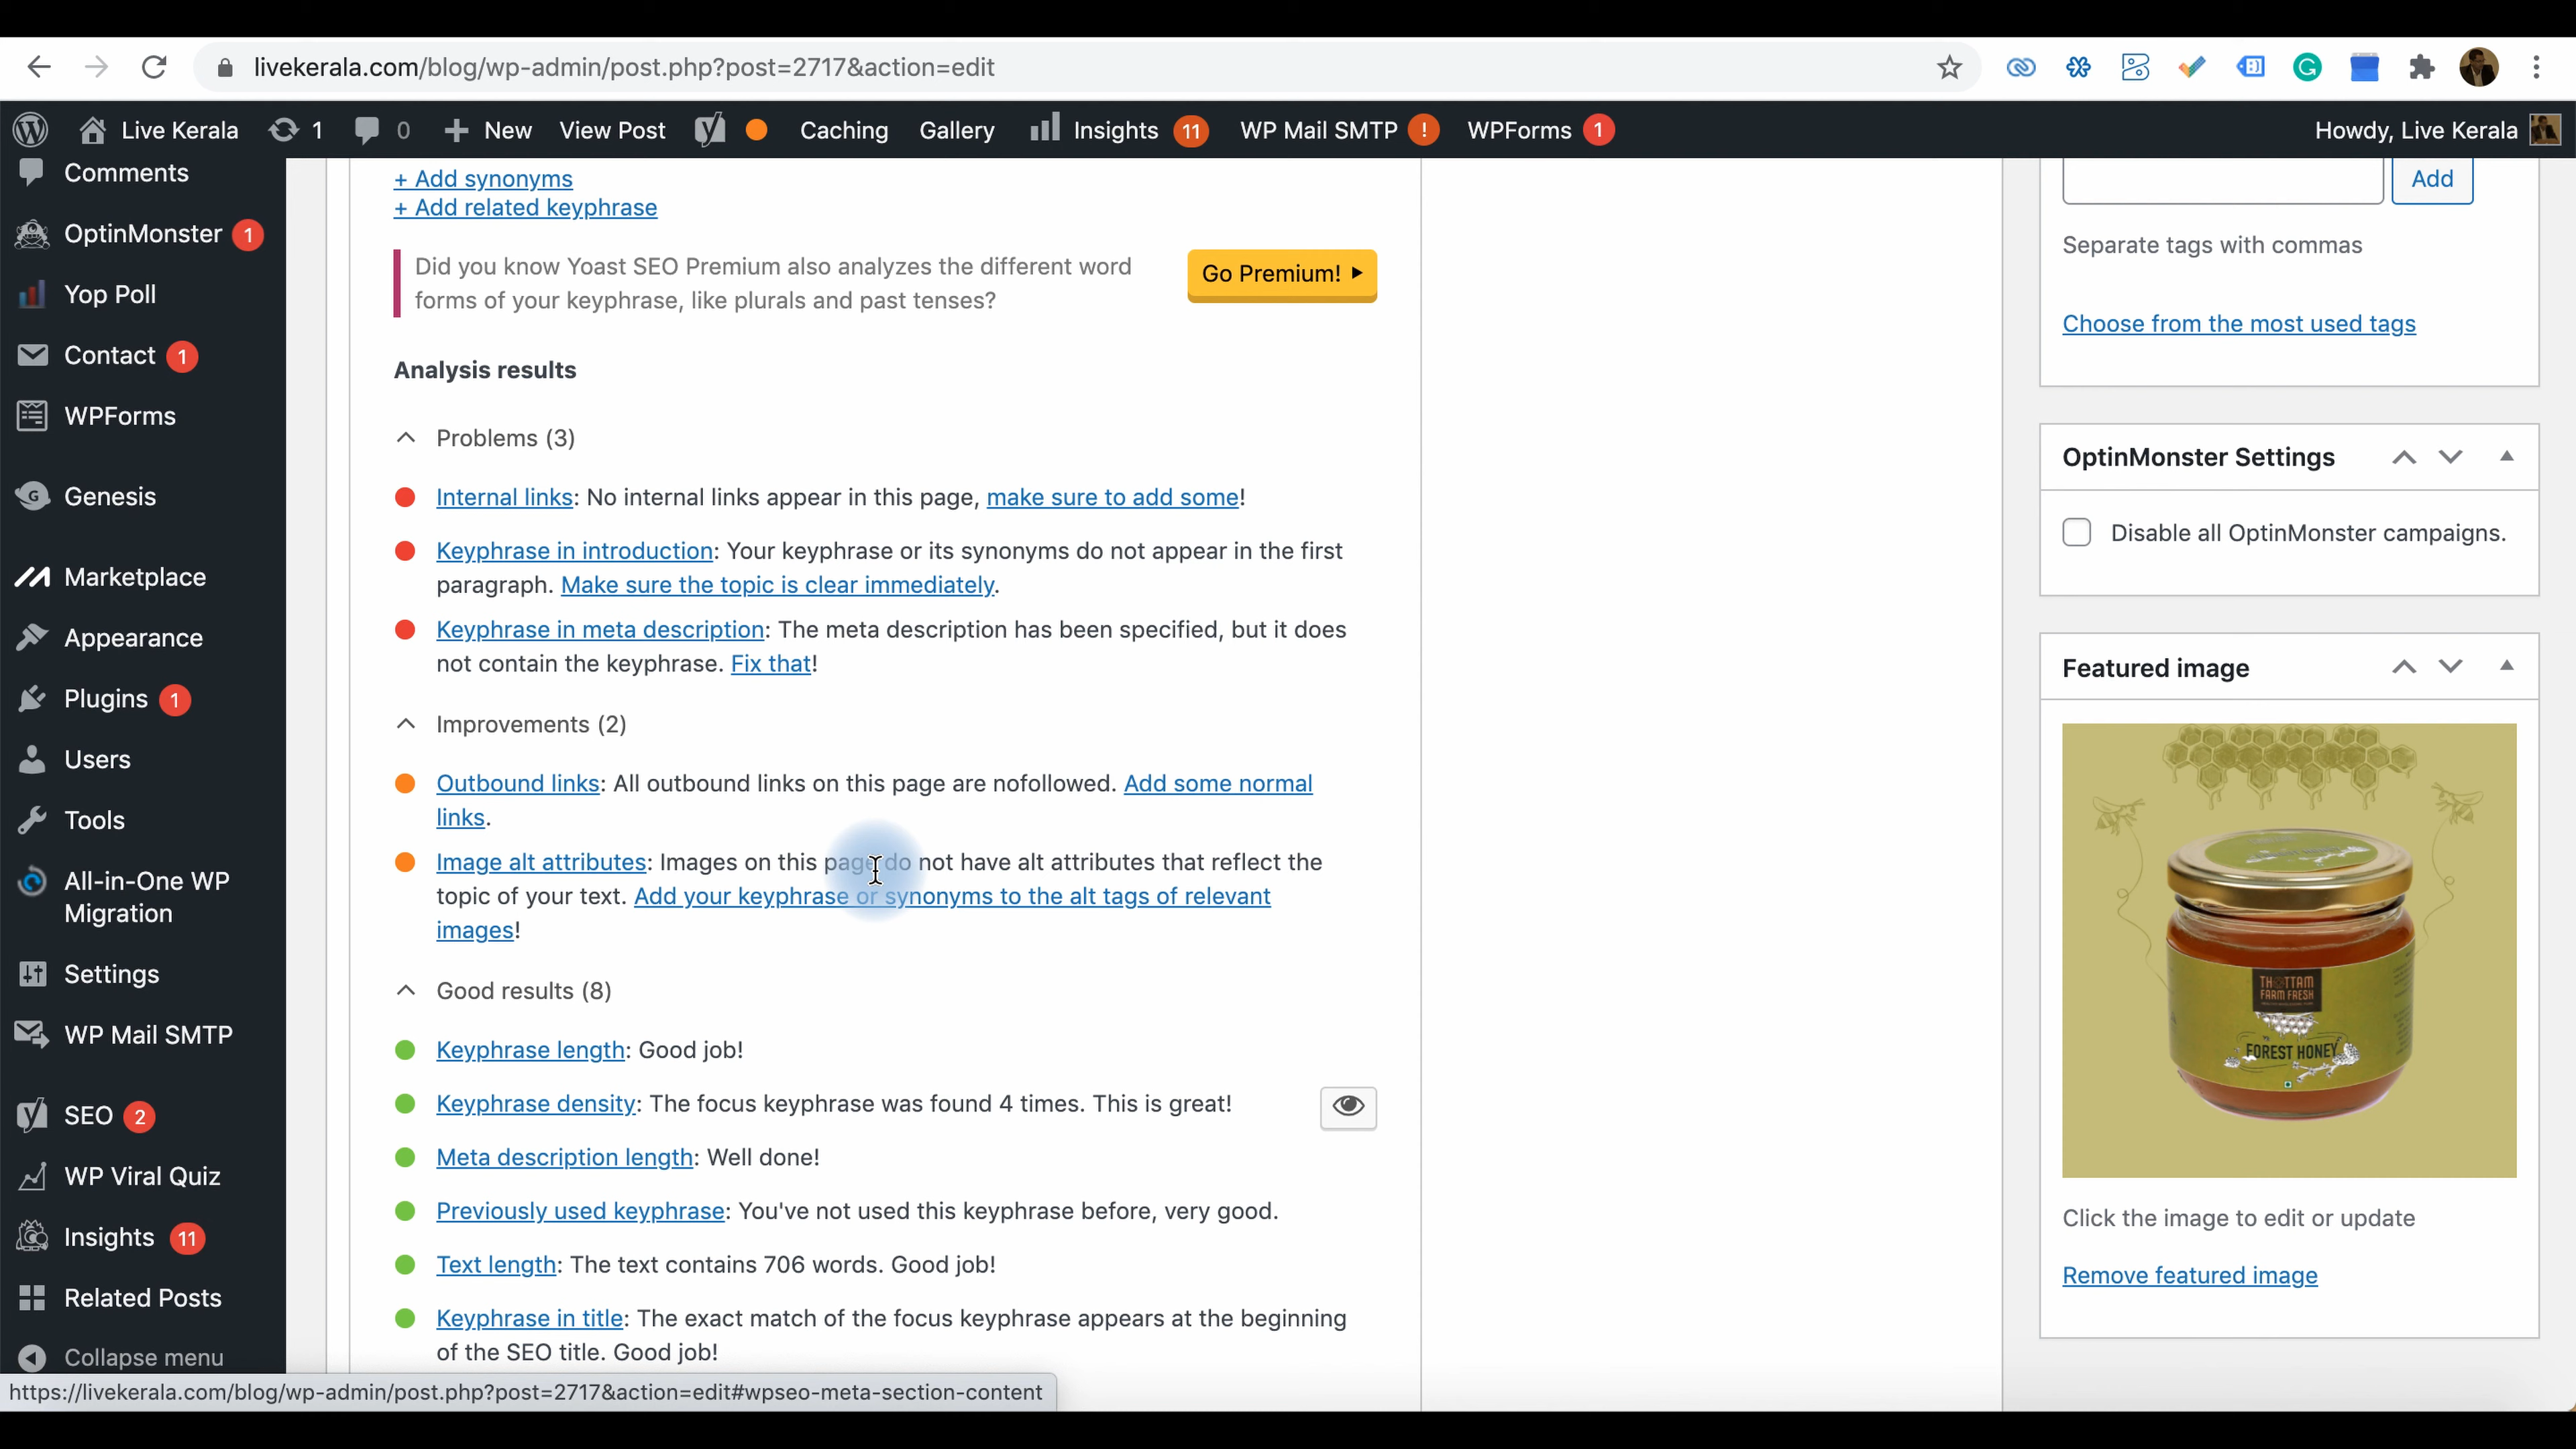 livekerala.com/blog/wp-admin/post.php?post=2717&action=edit
Live Kerala
1
0
New
View Post
Caching
Gallery
Insights 11
WP Mail SMTP !
WPForms 1
Howdy, Live Kerala
Comments
OptinMonster 1
Yop Poll
Contact 1
WPForms
Genesis
Marketplace
Appearance
Plugins 1
Users
Tools
All-in-One WP
Migration
Settings
WP Mail SMTP
SEO 2
WP Viral Quiz
Insights 11
Related Posts
Collapse menu
+ Add synonyms
+ Add related keyphrase
Did you know Yoast SEO Premium also analyzes the different word
forms of your keyphrase, like plurals and past tenses?
Go Premium!
Analysis results
Problems (3)
Internal links: No internal links appear in this page, make sure to add some!
Keyphrase in introduction: Your keyphrase or its synonyms do not appear in the first
paragraph. Make sure the topic is clear immediately.
Keyphrase in meta description: The meta description has been specified, but it does
not contain the keyphrase. Fix that!
Improvements (2)
Outbound links: All outbound links on this page are nofollowed. Add some normal
links.
Image alt attributes: Images on this page do not have alt attributes that reflect the
topic of your text. Add your keyphrase or synonyms to the alt tags of relevant
images!
Good results (8)
Keyphrase length: Good job!
Keyphrase density: The focus keyphrase was found 4 times. This is great!
Meta description length: Well done!
Previously used keyphrase: You've not used this keyphrase before, very good.
Text length: The text contains 706 words. Good job!
Keyphrase in title: The exact match of the focus keyphrase appears at the beginning
of the SEO title. Good job!
Add
Separate tags with commas
Choose from the most used tags
OptinMonster Settings
Disable all OptinMonster campaigns.
Featured image
THOTTAM
FARM FRESH
FOREST HONEY
Click the image to edit or update
Remove featured image
https://livekerala.com/blog/wp-admin/post.php?post=2717&action=edit#wpseo-meta-section-content